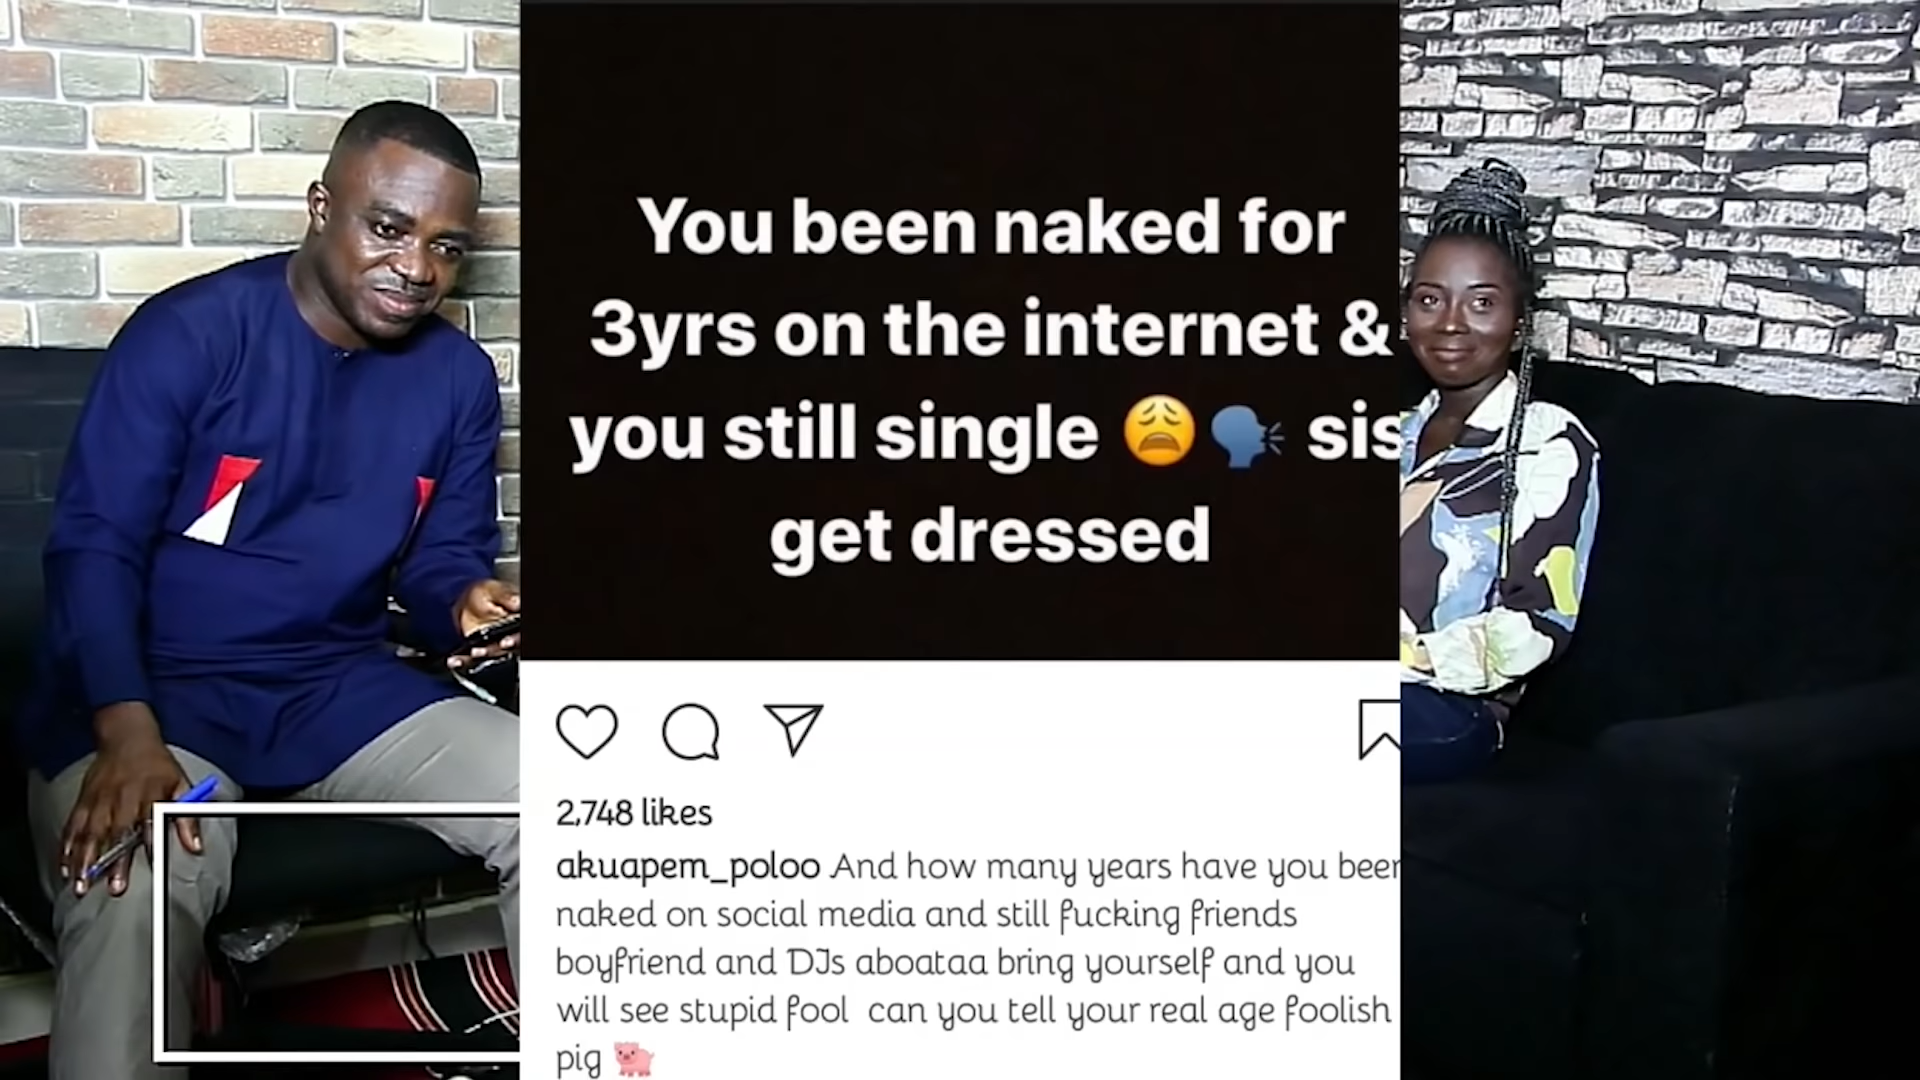 You been naked for
3yrs on the internet &
you still single 😩🗣️ sis
get dressed
2,748 likes
akuapem_poloo And how many years have you been
naked on social media and still fucking friends
boyfriend and DJs aboataa bring yourself and you
will see stupid fool can you tell your real age foolish
pig 🐖